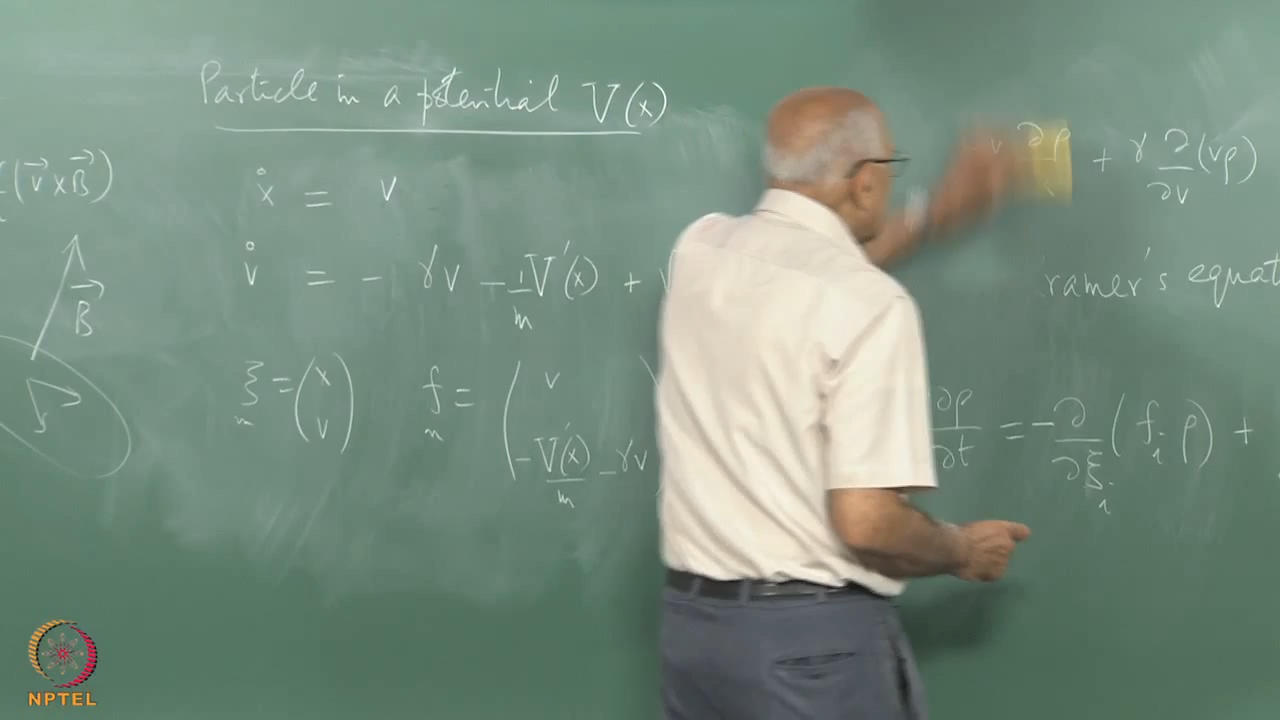 Particle in a potential V(x)
(v⃗ × B⃗)
B⃗
ẋ = v
v̇ = - γv - 1/m V'(x) + √
ξ = (x v) f = (v -V'(x)/m - γv)
v ∂ρ + γ ∂/∂v (vρ)
ramer's equat
∂ρ/∂t = - ∂/∂ξᵢ (fᵢ ρ) +
NPTEL